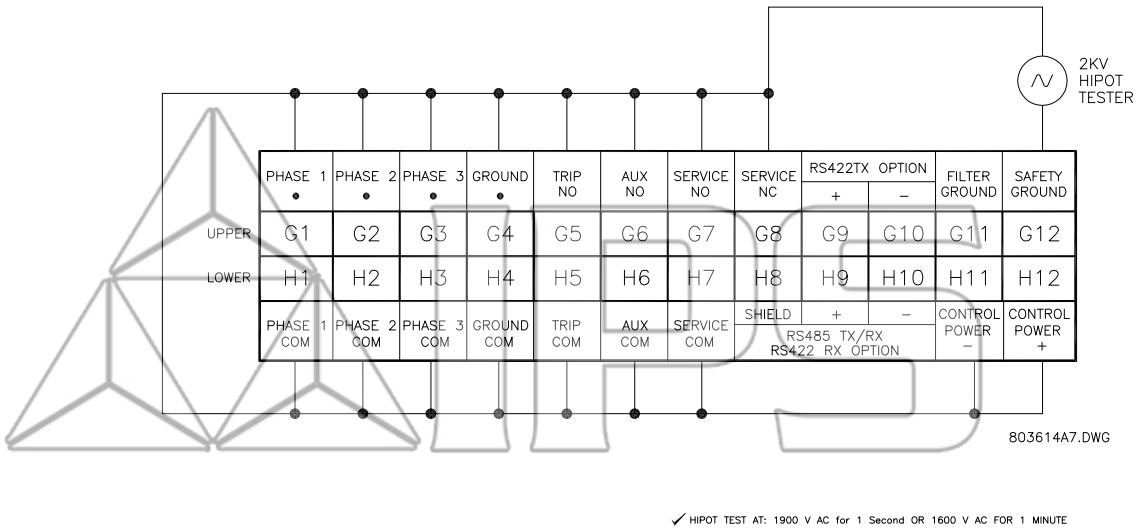 2KV
HIPOT
TESTER
PHASE 1 PHASE 2 PHASE 3 GROUND TRIP NO AUX NO SERVICE NO SERVICE NC RS422TX OPTION + − FILTER GROUND SAFETY GROUND
UPPER G1 G2 G3 G4 G5 G6 G7 G8 G9 G10 G11 G12
LOWER H1 H2 H3 H4 H5 H6 H7 H8 H9 H10 H11 H12
PHASE 1 COM PHASE 2 COM PHASE 3 COM GROUND COM TRIP COM AUX COM SERVICE COM SHIELD + − RS485 TX/RX RS422 RX OPTION CONTROL POWER − CONTROL POWER +
IPS
803614A7.DWG
✓ HIPOT TEST AT: 1900 V AC for 1 Second OR 1600 V AC FOR 1 MINUTE